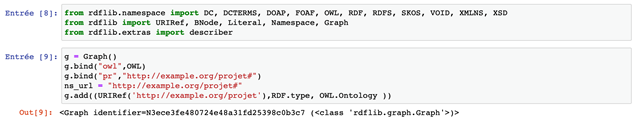 Entrée [8]: from rdflib.namespace import DC, DCTERMS, DOAP, FOAF, OWL, RDF, RDFS, SKOS, VOID, XMLNS, XSD
from rdflib import URIRef, BNode, Literal, Namespace, Graph
from rdflib.extras import describer
Entrée [9]: g = Graph()
g.bind("owl",OWL)
g.bind("pr","http://example.org/projet#")
ns_url = "http://example.org/projet#"
g.add((URIRef('http://example.org/projet'),RDF.type, OWL.Ontology ))
Out[9]: <Graph identifier=N3ece3fe480724e48a31fd25398c0b3c7 (<class 'rdflib.graph.Graph'>)>